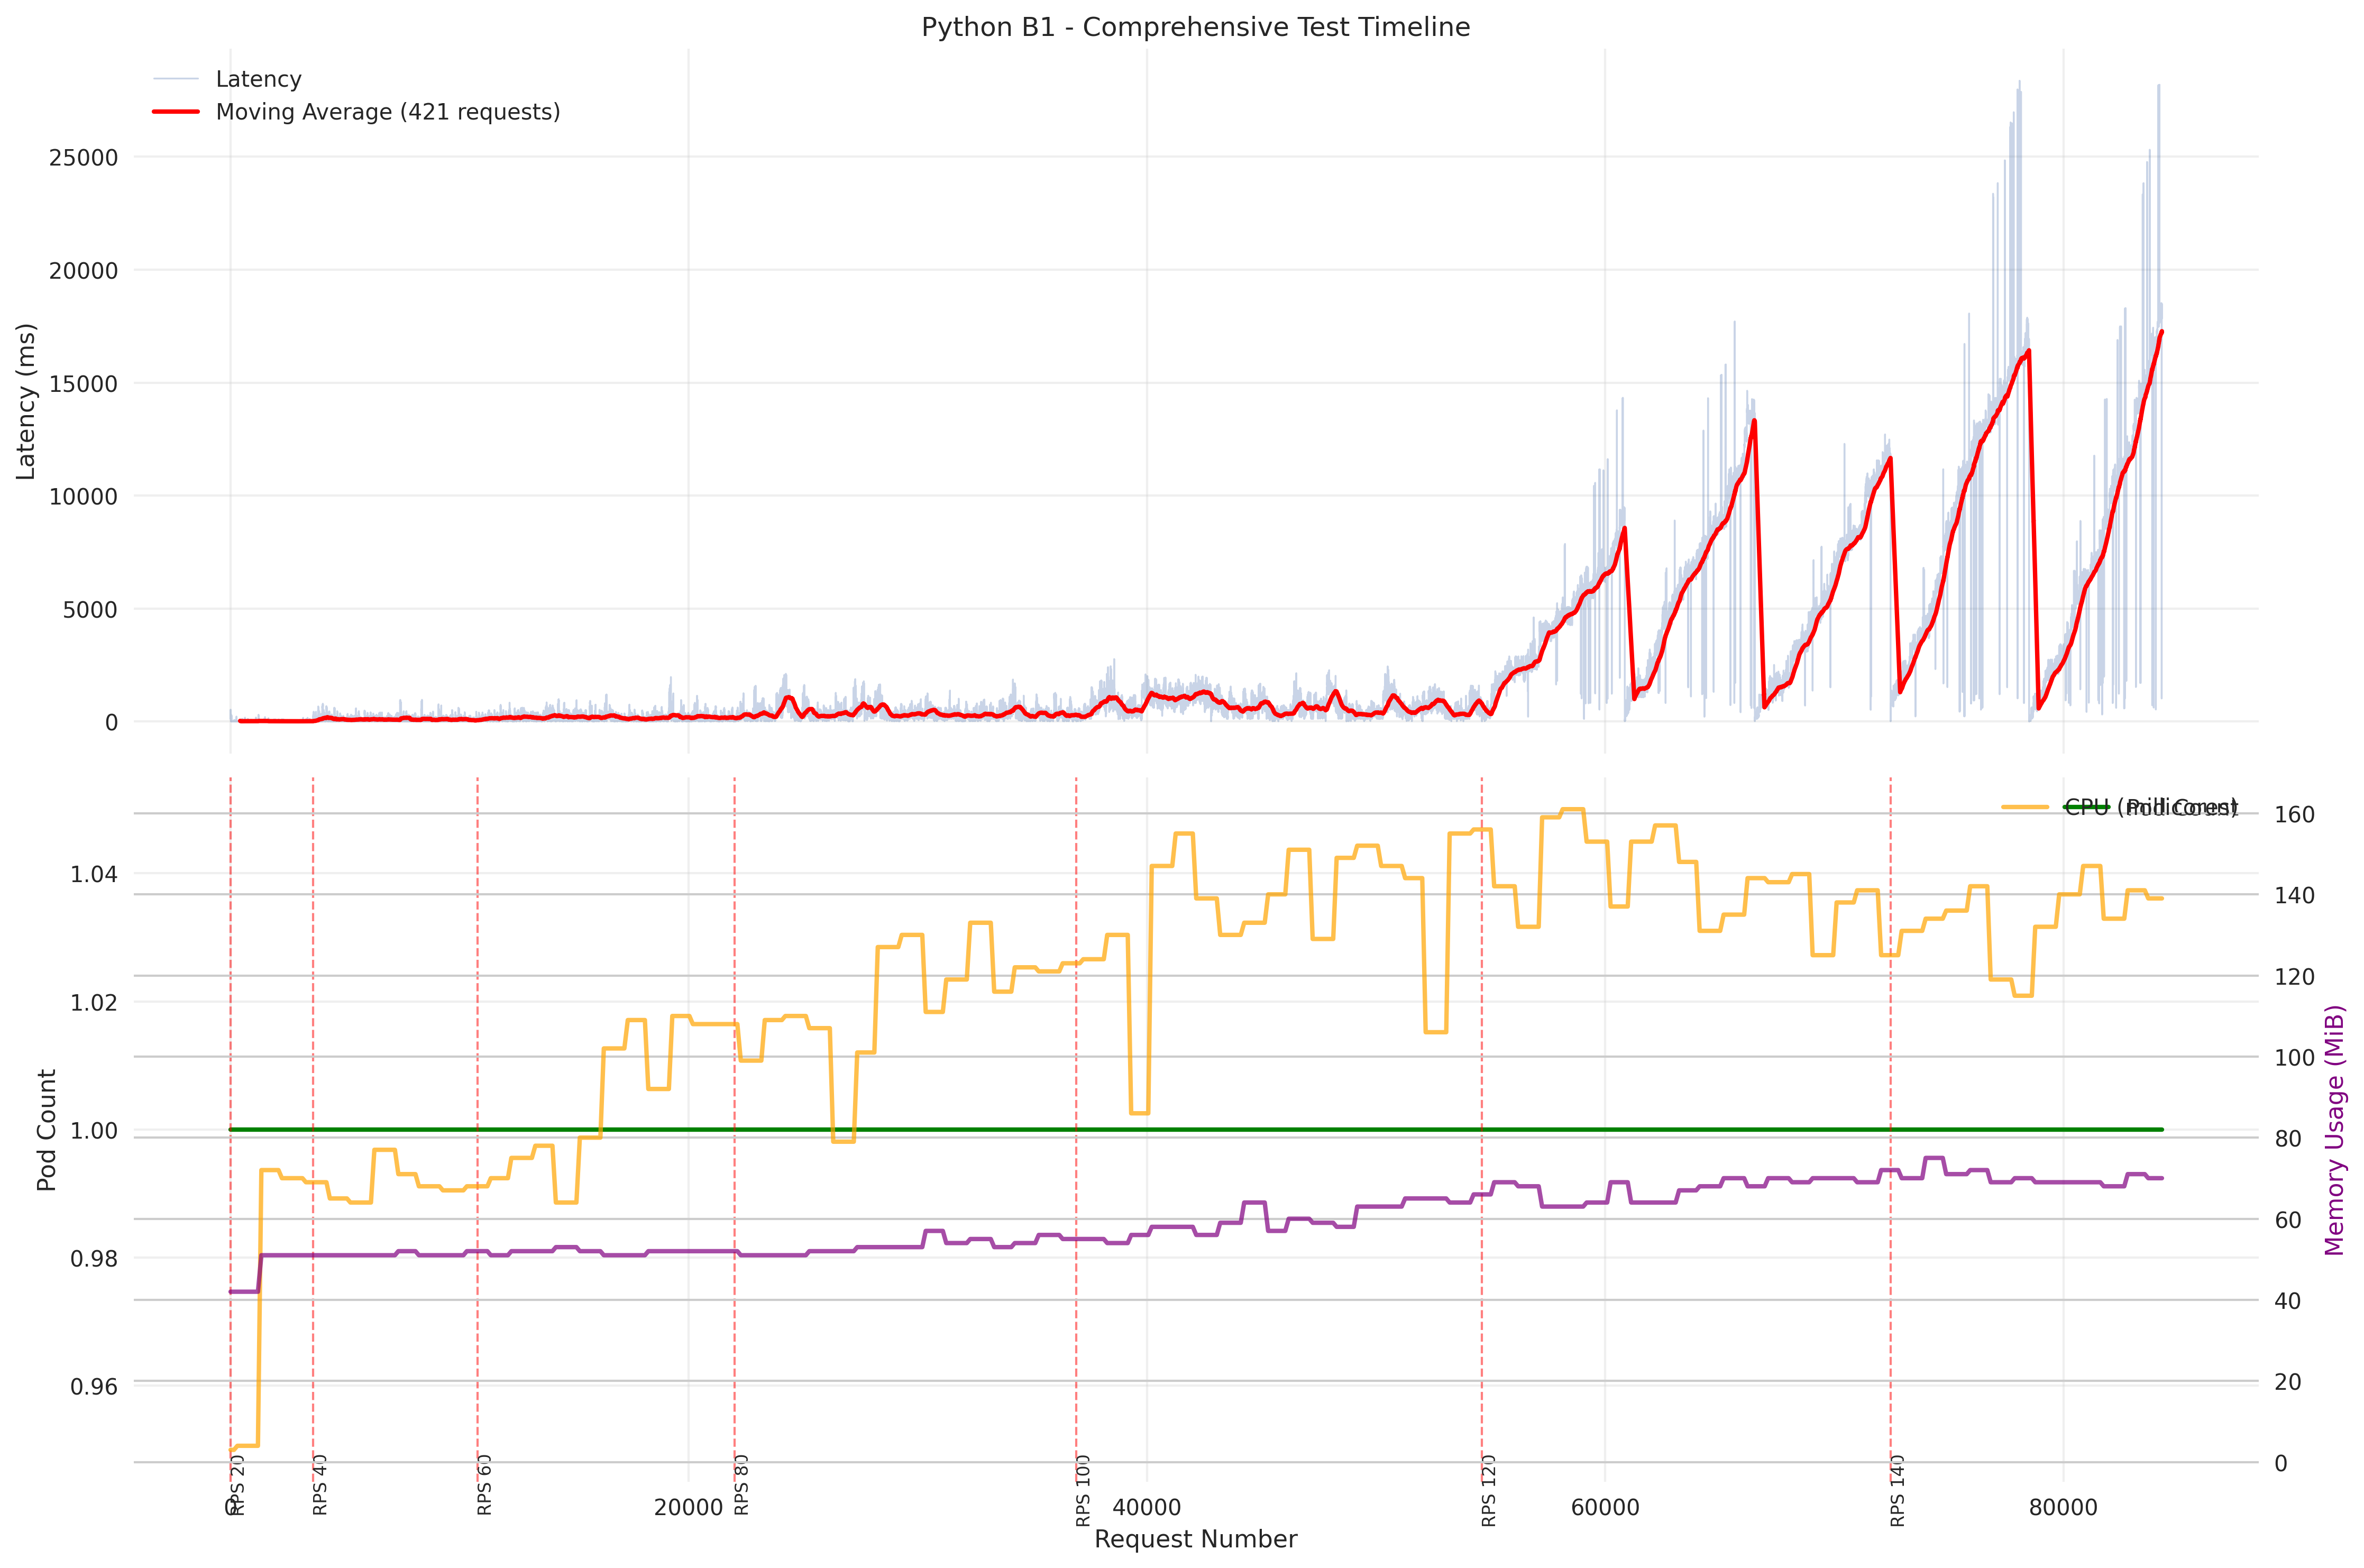 Python B1 - Comprehensive Test Timeline
Latency
Moving Average (421 requests)
25000
20000
15000
10000
5000
0
Latency (ms)
CPU (millicores)
Pod Count
1.04
1.02
1.00
0.98
0.96
Pod Count
160
140
120
100
80
60
40
20
0
Memory Usage (MiB)
RPS 20
RPS 40
RPS 60
RPS 80
RPS 100
RPS 120
RPS 140
0
20000
40000
60000
80000
Request Number